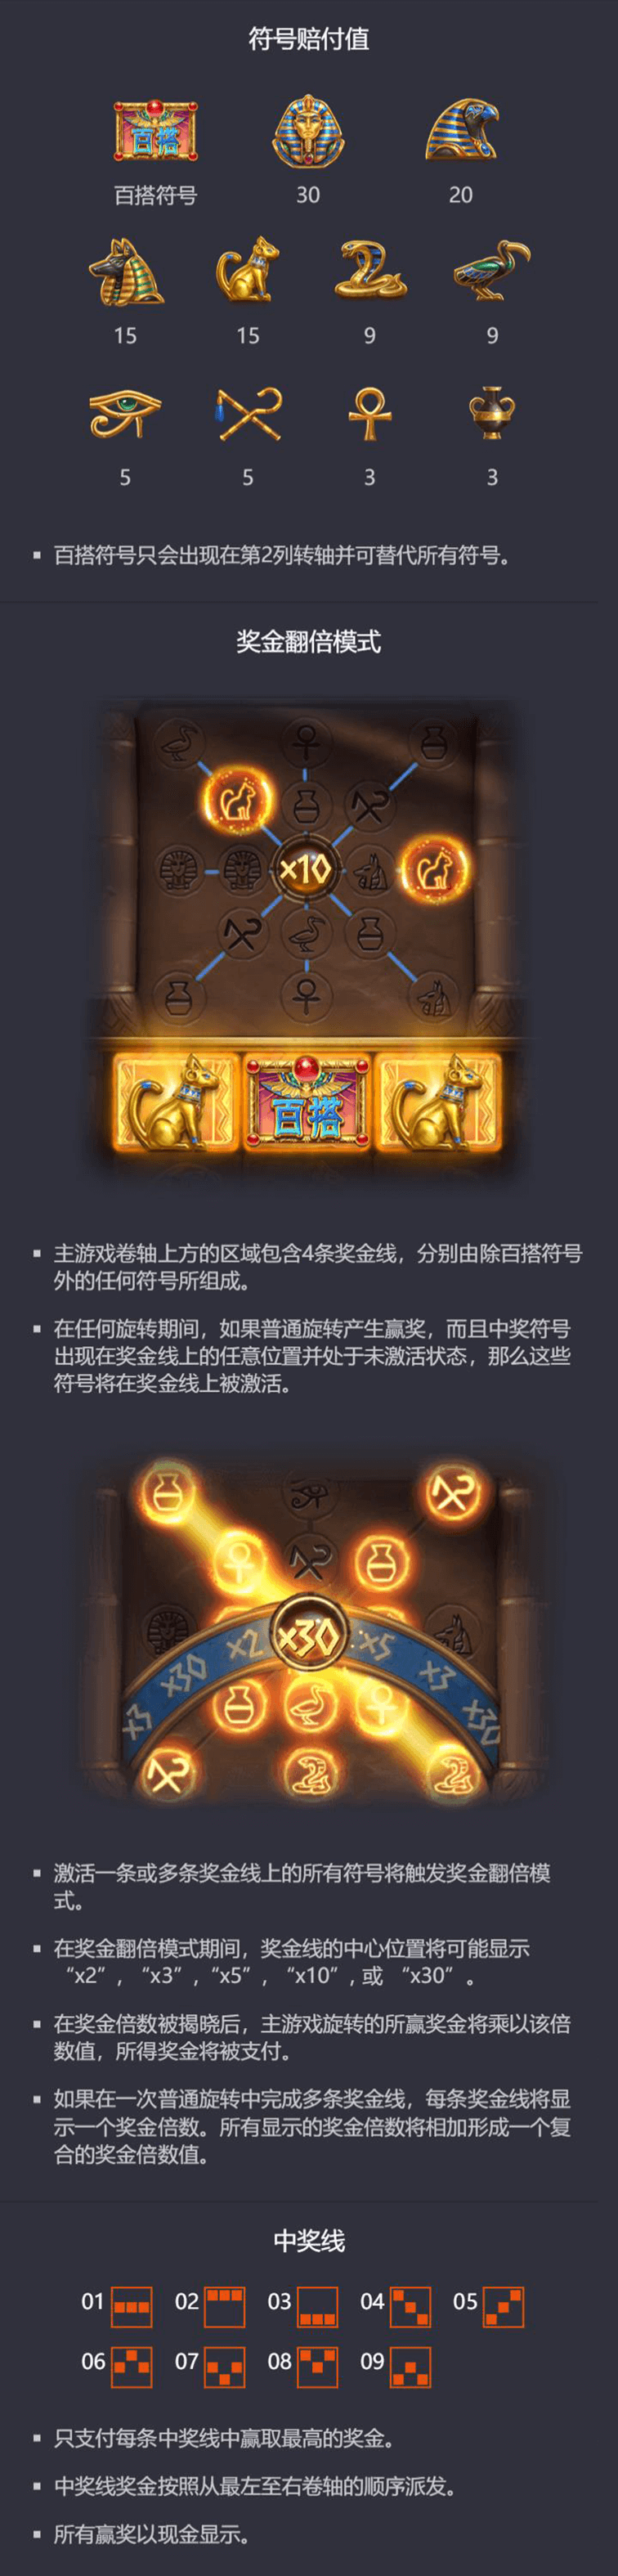 符号赔付值
百搭
百搭符号 30 20
15 15 9 9
5 5 3 3
百搭符号只会出现在第2列转轴并可替代所有符号。
奖金翻倍模式
x10
百搭
主游戏卷轴上方的区域包含4条奖金线，分别由除百搭符号
外的任何符号所组成。
在任何旋转期间，如果普通旋转产生赢奖，而且中奖符号
出现在奖金线上的任意位置并处于未激活状态，那么这些
符号将在奖金线上被激活。
x3 x30 x2 x30 x5 x3 x30
激活一条或多条奖金线上的所有符号将触发奖金翻倍模
式。
在奖金翻倍模式期间，奖金线的中心位置将可能显示
“x2”，“x3”，“x5”，“x10”，或 “x30” 。
在奖金倍数被揭晓后，主游戏旋转的所赢奖金将乘以该倍
数值，所得奖金将被支付。
如果在一次普通旋转中完成多条奖金线，每条奖金线将显
示一个奖金倍数。所有显示的奖金倍数将相加形成一个复
合的奖金倍数值。
中奖线
01 02 03 04 05
06 07 08 09
只支付每条中奖线中赢取最高的奖金。
中奖线奖金按照从最左至右卷轴的顺序派发。
所有赢奖以现金显示。